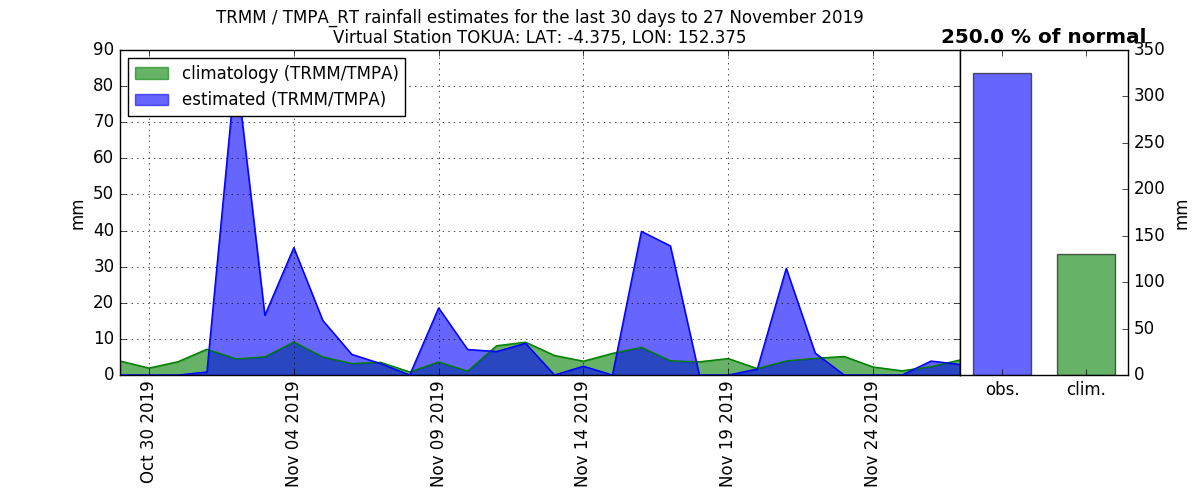 TRMM / TMPA_RT rainfall estimates for the last 30 days to 27 November 2019
Virtual Station TOKUA: LAT: -4.375, LON: 152.375
250.0 % of normal
climatology (TRMM/TMPA)
estimated (TRMM/TMPA)
90
80
70
60
50
40
30
20
10
0
mm
Oct 30 2019
Nov 04 2019
Nov 09 2019
Nov 14 2019
Nov 19 2019
Nov 24 2019
obs.
clim.
350
300
250
200
150
100
50
0
mm